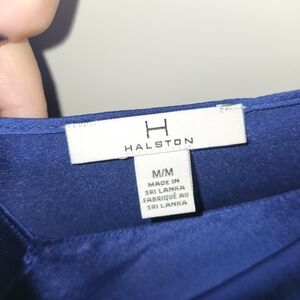 H
HALSTON
M/M
MADE IN
SRI LANKA
FABRIQUÉ AU
SRI LANKA